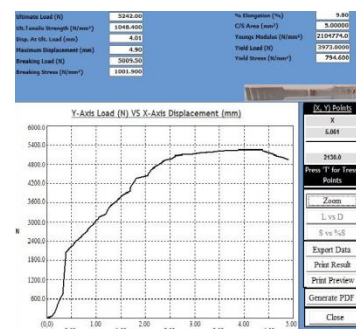 Ultimate Load (N) 5242.00
Ult.Tensile Strength (N/mm²) 1048.400
Disp. At Ult. Load (mm) 4.01
Maximum Displacement (mm) 4.90
Breaking Load (N) 5009.50
Breaking Stress (N/mm²) 1001.900
% Elongation (%) 9.80
C/S Area (mm²) 5.00000
Youngs Modulus (N/mm²) 2104774.0
Yield Load (N) 3973.0000
Yield Stress (N/mm²) 794.600
Y-Axis Load (N) VS X-Axis Displacement (mm)
6000.0
5400.0
4800.0
4200.0
3600.0
3000.0
2400.0
1800.0
1200.0
600.0
N
(0,0) 1.00 2.00 3.00 4.00 5.00
(X, Y) Points
X
5.061
2130.0
Press 'T' for
Points
Zoom
L vs D
S vs %S
Export Data
Print Result
Print Preview
Generate PDF
Close